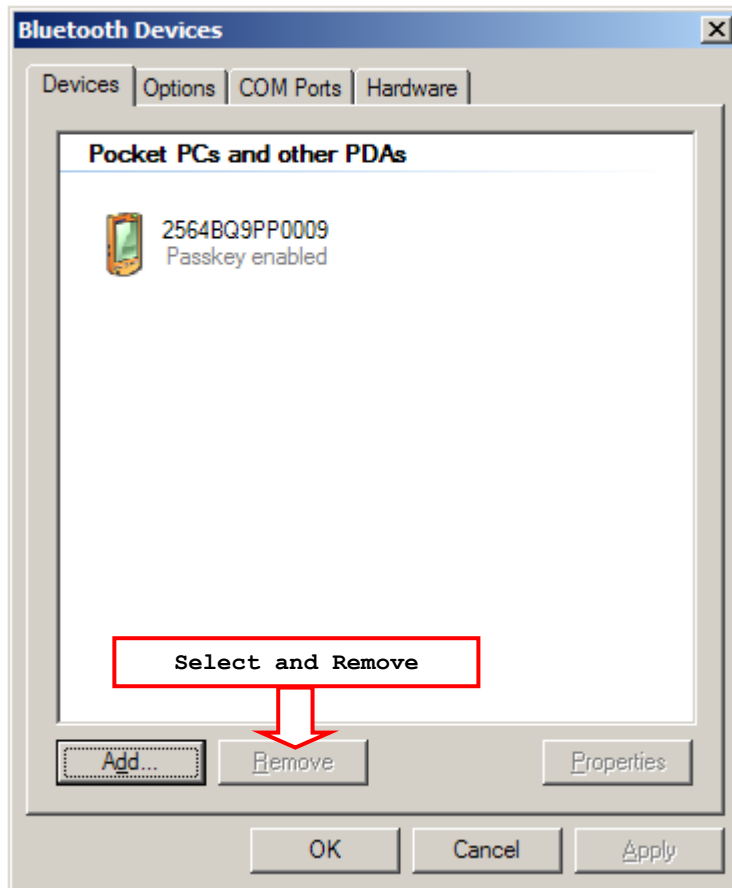 Bluetooth Devices
Devices Options COM Ports Hardware
Pocket PCs and other PDAs
2564BQ9PP0009
Passkey enabled
Select and Remove
Add... Remove Properties
OK Cancel Apply